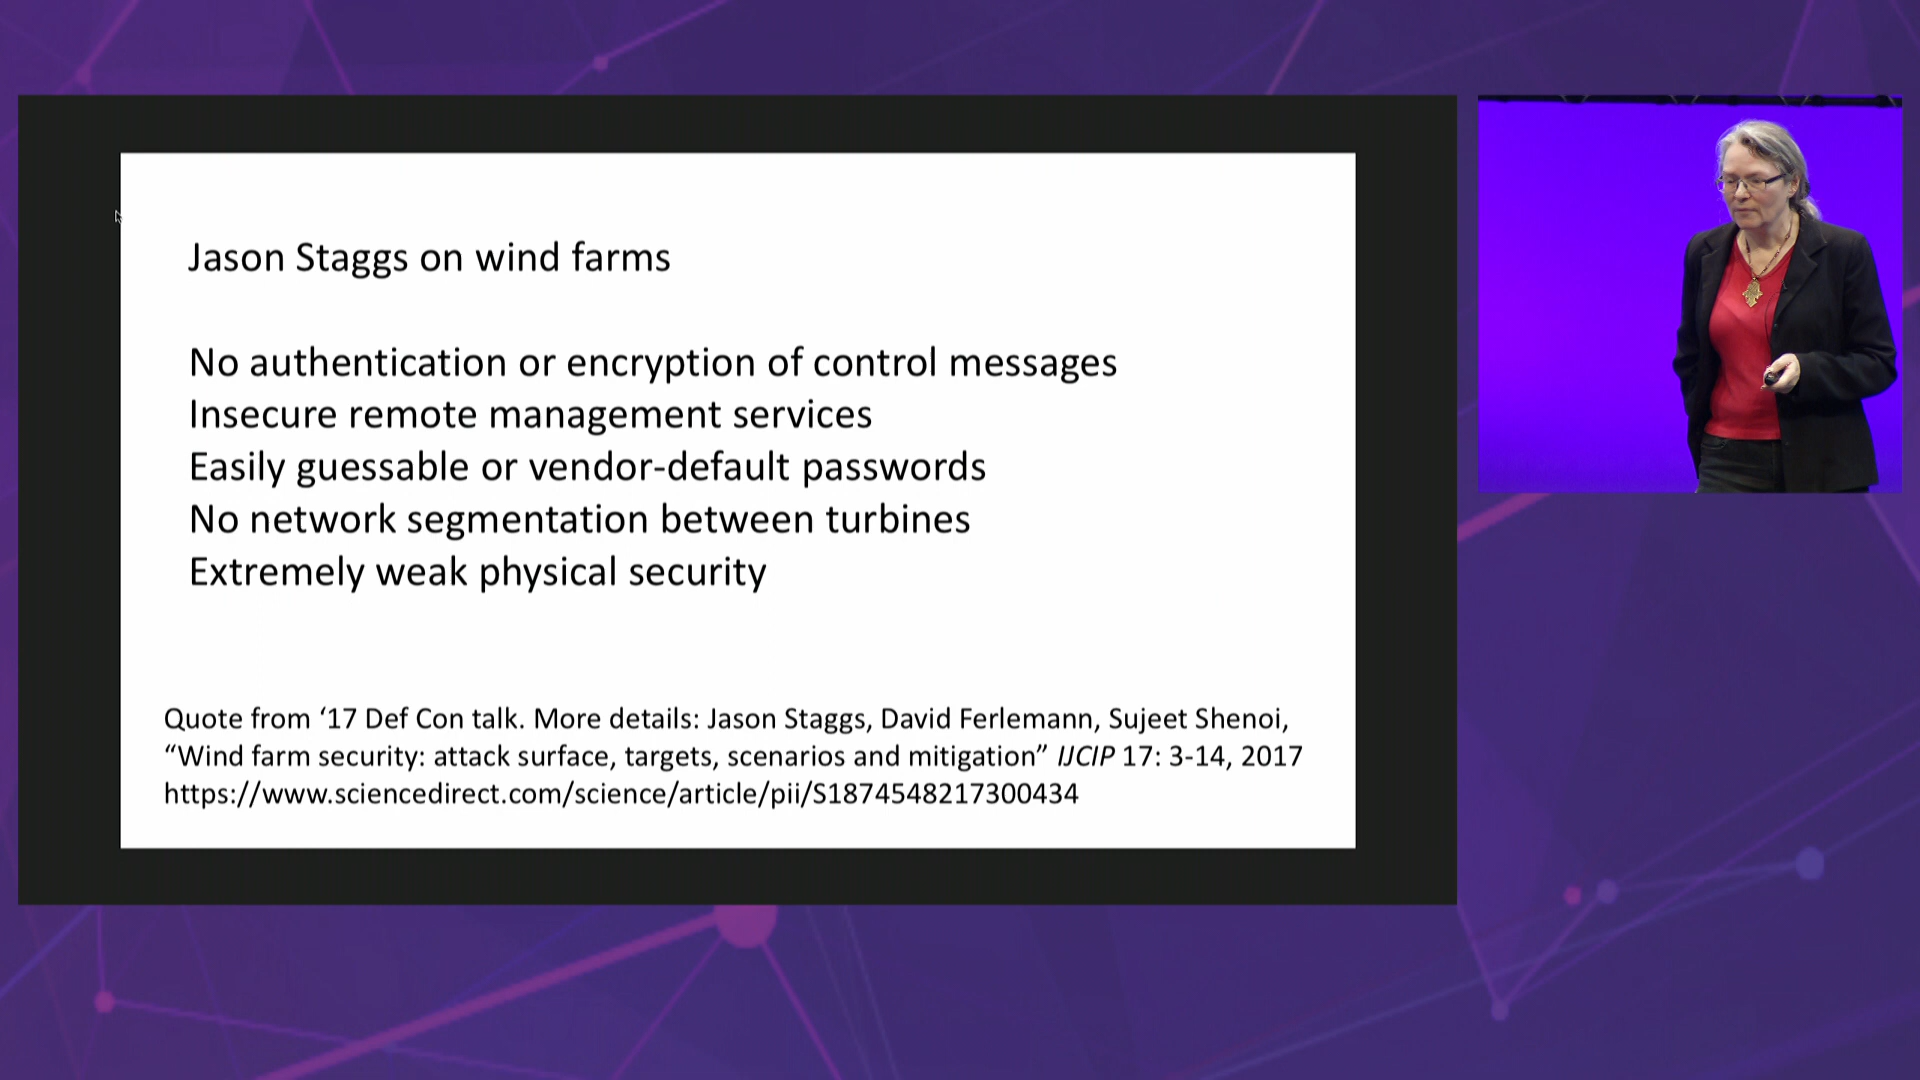 Jason Staggs on wind farms
No authentication or encryption of control messages
Insecure remote management services
Easily guessable or vendor-default passwords
No network segmentation between turbines
Extremely weak physical security
Quote from ‘17 Def Con talk. More details: Jason Staggs, David Ferlemann, Sujeet Shenoi,
“Wind farm security: attack surface, targets, scenarios and mitigation” IJCIP 17: 3-14, 2017
https://www.sciencedirect.com/science/article/pii/S1874548217300434